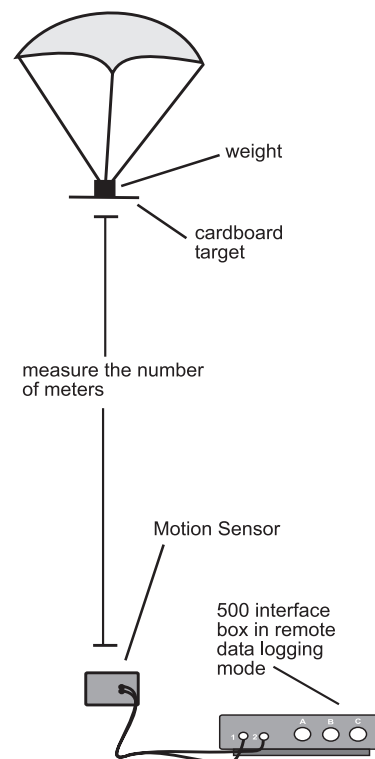 weight
cardboard
target
measure the number
of meters
Motion Sensor
500 interface
box in remote
data logging
mode
A B C
1 2